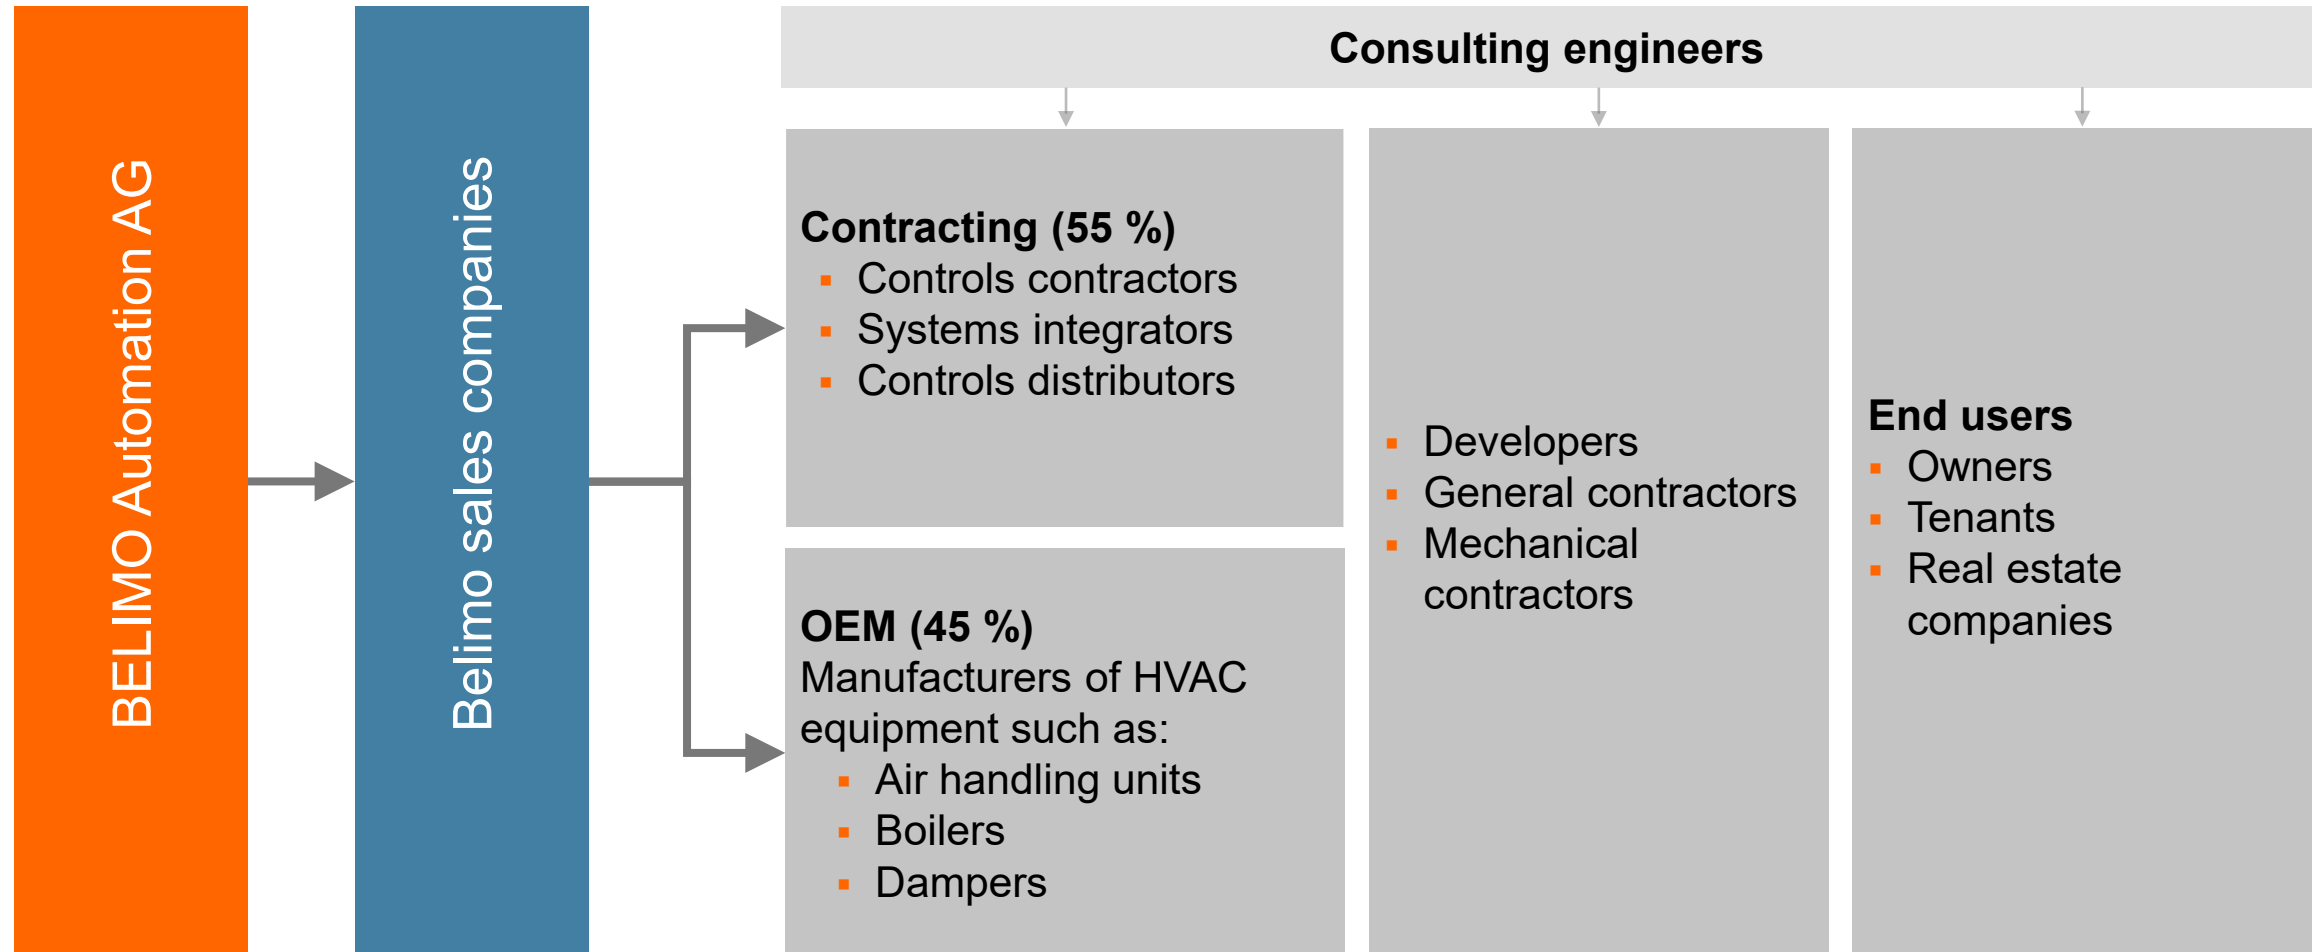 BELIMO Automation AG
Belimo sales companies
Consulting engineers
Contracting (55 %)
▪ Controls contractors
▪ Systems integrators
▪ Controls distributors
OEM (45 %)
Manufacturers of HVAC
equipment such as:
▪ Air handling units
▪ Boilers
▪ Dampers
▪ Developers
▪ General contractors
▪ Mechanical
contractors
End users
▪ Owners
▪ Tenants
▪ Real estate
companies